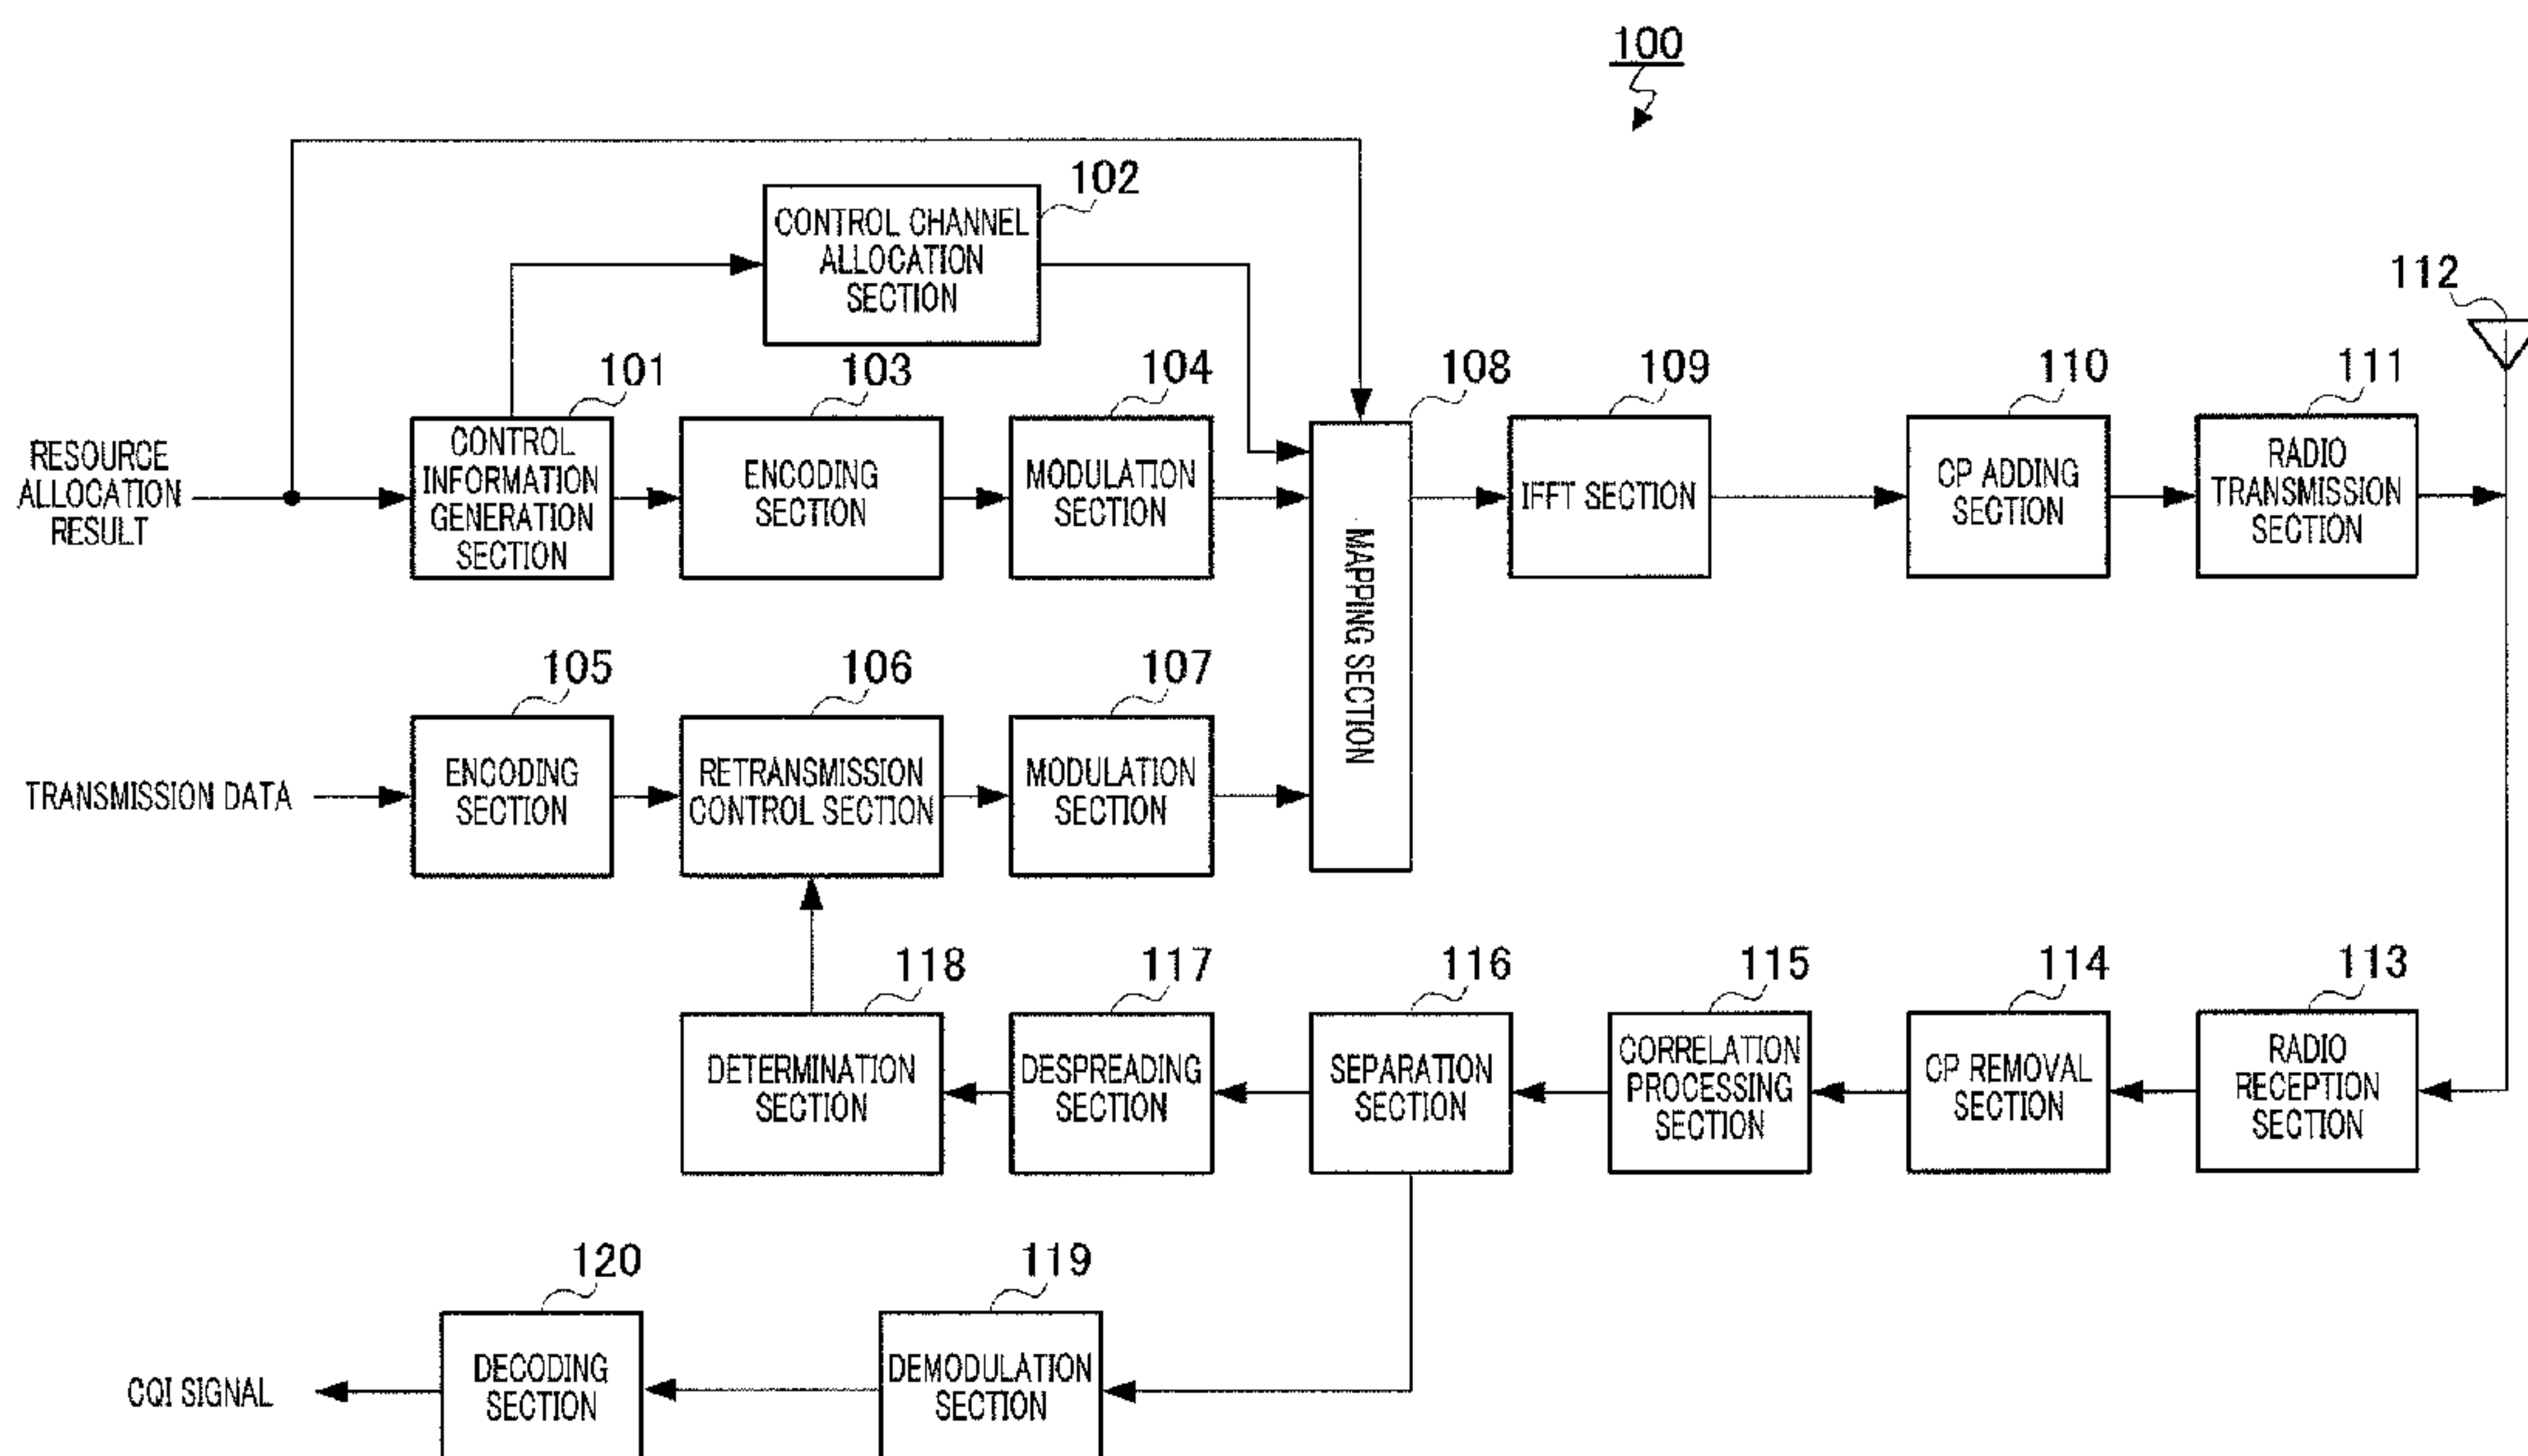 100
102
CONTROL CHANNEL
ALLOCATION
SECTION
112
101
103
104
108
109
110
111
RESOURCE
ALLOCATION
RESULT
CONTROL
INFORMATION
GENERATION
SECTION
ENCODING
SECTION
MODULATION
SECTION
MAPPING SECTION
IFFT SECTION
CP ADDING
SECTION
RADIO
TRANSMISSION
SECTION
105
106
107
TRANSMISSION DATA
ENCODING
SECTION
RETRANSMISSION
CONTROL SECTION
MODULATION
SECTION
118
117
116
115
114
113
DETERMINATION
SECTION
DESPREADING
SECTION
SEPARATION
SECTION
CORRELATION
PROCESSING
SECTION
CP REMOVAL
SECTION
RADIO
RECEPTION
SECTION
120
119
CQI SIGNAL
DECODING
SECTION
DEMODULATION
SECTION